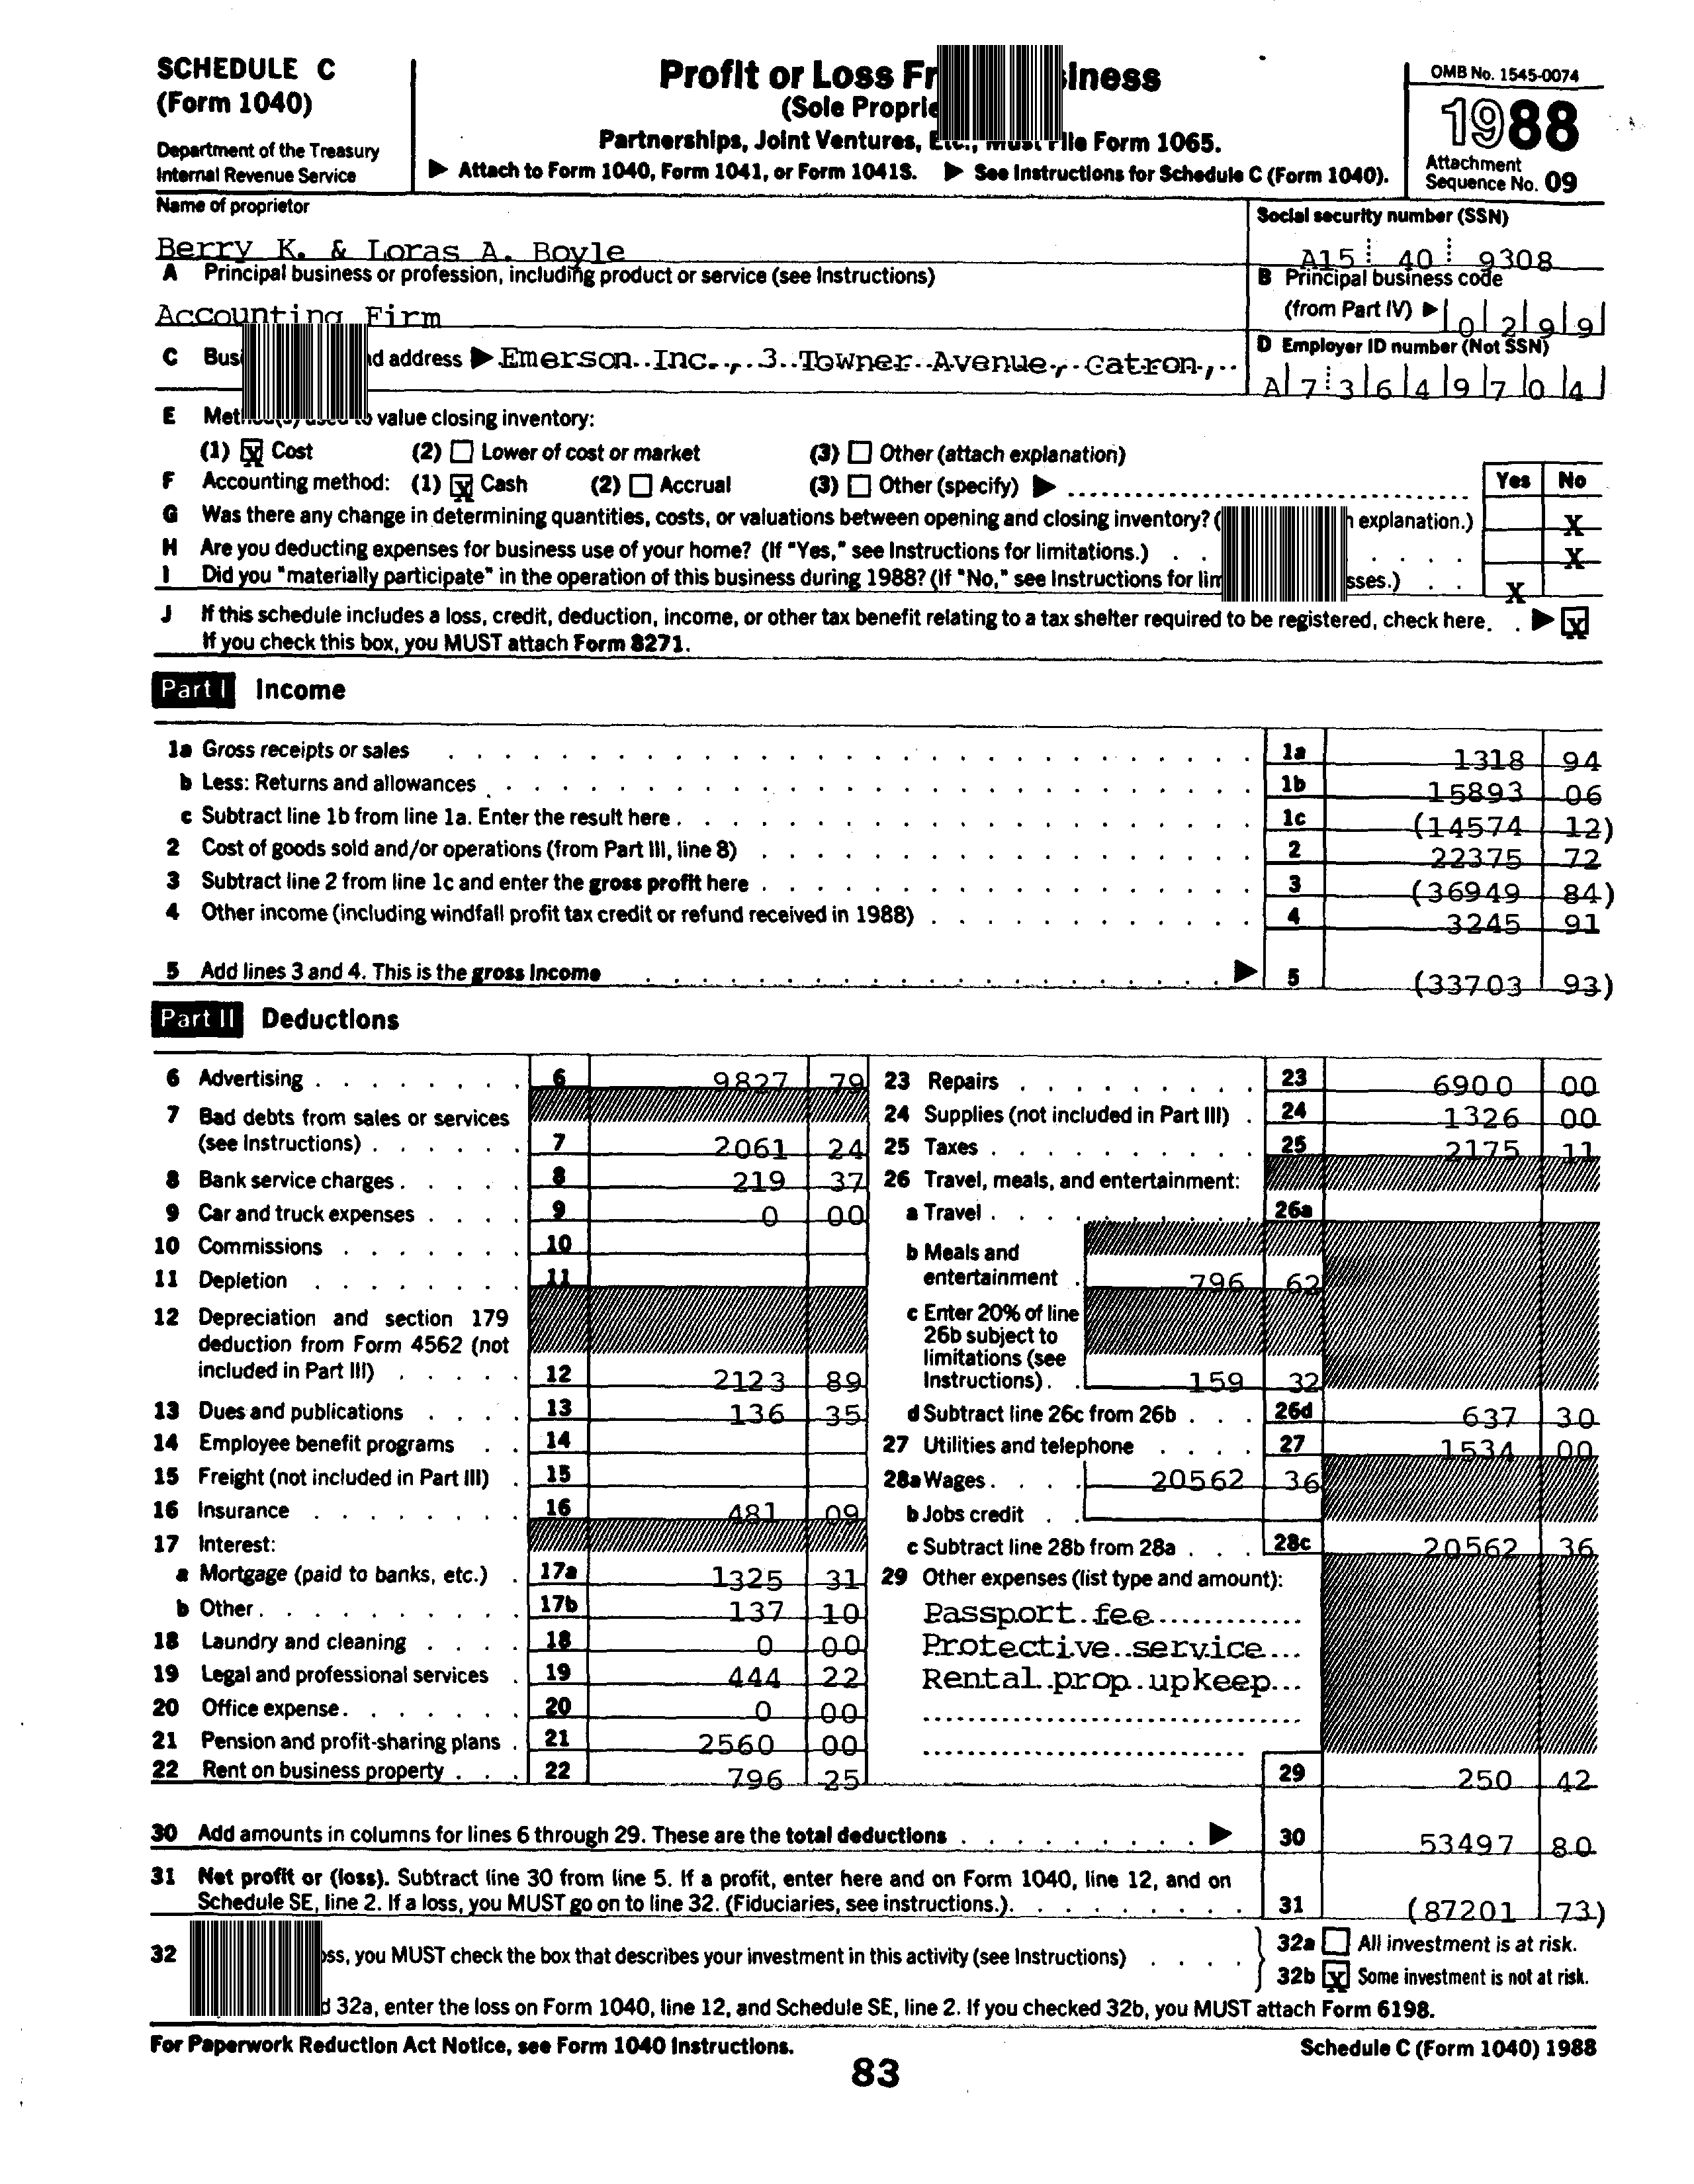 SCHEDULE C
(Form 1040)
Department of the Treasury
Internal Revenue Service
Profit or Loss
(Sole
Partnerships, Joint Ventures, Etc., Must File Form 1065.
▶ Attach to Form 1040, Form 1041, or Form 1041S. ▶ See Instructions for Schedule C (Form 1040).
OMB No. 1545-0074
1988
Attachment
Sequence No. 09
Name of proprietor
Berry K. & Loras A. Boyle
Social security number (SSN)
A15 40 9308
A Principal business or profession, including product or service (see Instructions)
Accounting Firm
B Principal business code
(from Part IV) ▶ 0 2 9 9
C address ▶ Emerson Inc., 3 Towner Avenue, Catron,
D Employer ID number (Not SSN)
A 7 3 6 4 9 7 0 4
E value closing inventory:
(1) [X] Cost (2) [ ] Lower of cost or market (3) [ ] Other (attach explanation)
F Accounting method: (1) [X] Cash (2) [ ] Accrual (3) [ ] Other (specify) ▶
Yes No
G Was there any change in determining quantities, costs, or valuations between opening and closing inventory? ( explanation.) X
H Are you deducting expenses for business use of your home? (If "Yes," see Instructions for limitations.) X
I Did you "materially participate" in the operation of this business during 1988? (If "No," see Instructions for X
J If this schedule includes a loss, credit, deduction, income, or other tax benefit relating to a tax shelter required to be registered, check here. ▶ [X]
If you check this box, you MUST attach Form 8271.
Part I Income
1a Gross receipts or sales 1a 1318 94
b Less: Returns and allowances 1b 15893 06
c Subtract line 1b from line 1a. Enter the result here 1c (14574 12)
2 Cost of goods sold and/or operations (from Part III, line 8) 2 22375 72
3 Subtract line 2 from line 1c and enter the gross profit here 3 (36949 84)
4 Other income (including windfall profit tax credit or refund received in 1988) 4 3245 91
5 Add lines 3 and 4. This is the gross income ▶ 5 (33703 93)
Part II Deductions
6 Advertising 6 9827 79
7 Bad debts from sales or services
(see Instructions) 7 2061 24
8 Bank service charges 8 219 37
9 Car and truck expenses 9 0 00
10 Commissions 10
11 Depletion 11
12 Depreciation and section 179
deduction from Form 4562 (not
included in Part III) 12 2123 89
13 Dues and publications 13 136 35
14 Employee benefit programs 14
15 Freight (not included in Part III) 15
16 Insurance 16 481 09
17 Interest:
a Mortgage (paid to banks, etc.) 17a 1325 31
b Other 17b 137 10
18 Laundry and cleaning 18 0 00
19 Legal and professional services 19 444 22
20 Office expense 20 0 00
21 Pension and profit-sharing plans 21 2560 00
22 Rent on business property 22 796 25
23 Repairs 23 6900 00
24 Supplies (not included in Part III) 24 1326 00
25 Taxes 25 2175 11
26 Travel, meals, and entertainment:
a Travel 26a
b Meals and
entertainment 796 62
c Enter 20% of line
26b subject to
limitations (see
Instructions) 159 32
d Subtract line 26c from 26b 26d 637 30
27 Utilities and telephone 27 1534 00
28a Wages 20562 36
b Jobs credit
c Subtract line 28b from 28a 28c 20562 36
29 Other expenses (list type and amount):
Passport fee
Protective service
Rental prop upkeep
29 250 42
30 Add amounts in columns for lines 6 through 29. These are the total deductions ▶ 30 53497 80
31 Net profit or (loss). Subtract line 30 from line 5. If a profit, enter here and on Form 1040, line 12, and on
Schedule SE, line 2. If a loss, you MUST go on to line 32. (Fiduciaries, see instructions.) 31 (87201 73)
32 you MUST check the box that describes your investment in this activity (see Instructions)
32a [ ] All investment is at risk.
32b [X] Some investment is not at risk.
32a, enter the loss on Form 1040, line 12, and Schedule SE, line 2. If you checked 32b, you MUST attach Form 6198.
For Paperwork Reduction Act Notice, see Form 1040 Instructions.
Schedule C (Form 1040) 1988
83